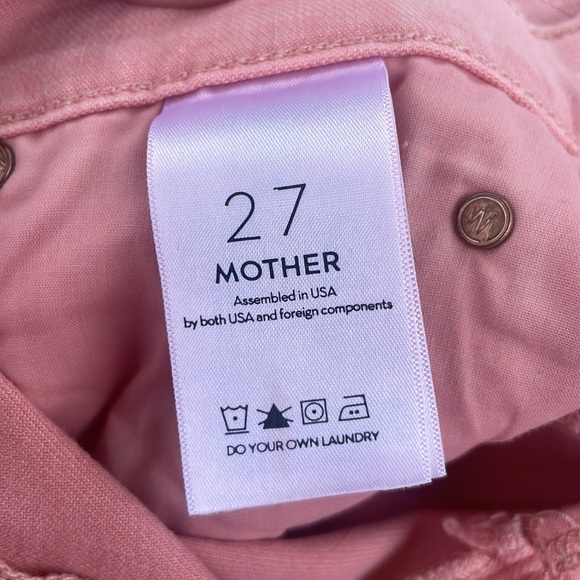 27
MOTHER
Assembled in USA
by both USA and foreign components
DO YOUR OWN LAUNDRY